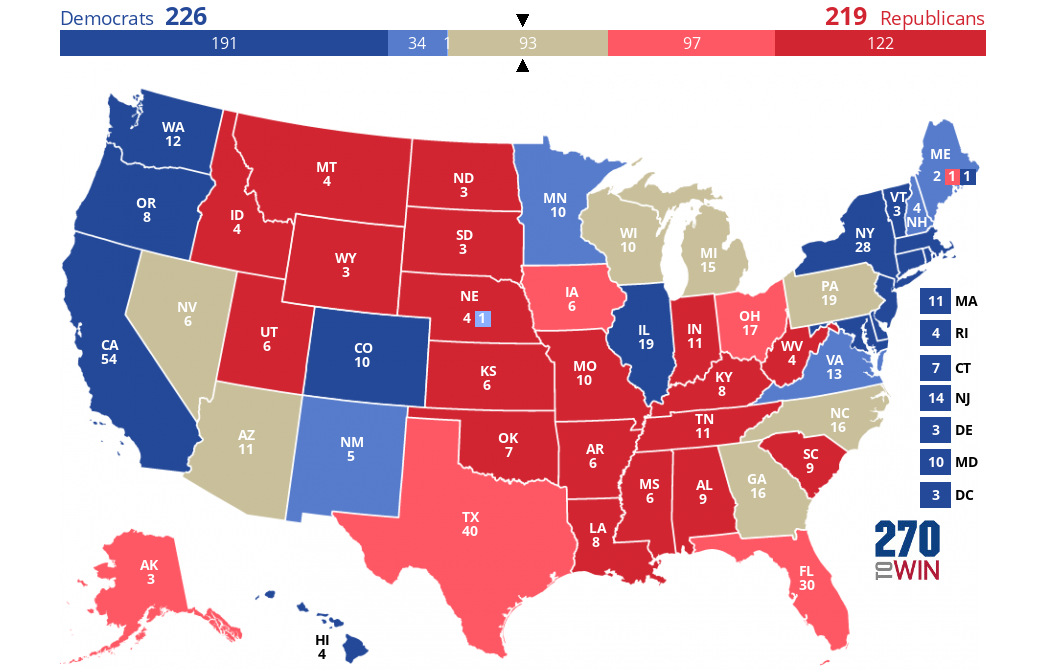 Democrats 226
219 Republicans
191 34 1 93 97 122
WA
12
OR
8
CA
54
NV
6
ID
4
MT
4
WY
3
UT
6
CO
10
AZ
11
NM
5
ND
3
SD
3
NE
4 1
KS
6
OK
7
TX
40
MN
10
IA
6
MO
10
AR
6
LA
8
WI
10
IL
19
MI
15
IN
11
OH
17
KY
8
TN
11
MS
6
AL
9
GA
16
FL
30
SC
9
NC
16
VA
13
WV
4
PA
19
NY
28
VT
3
4
NH
ME
2 1 1
11 MA
4 RI
7 CT
14 NJ
3 DE
10 MD
3 DC
AK
3
HI
4
270
TO WIN